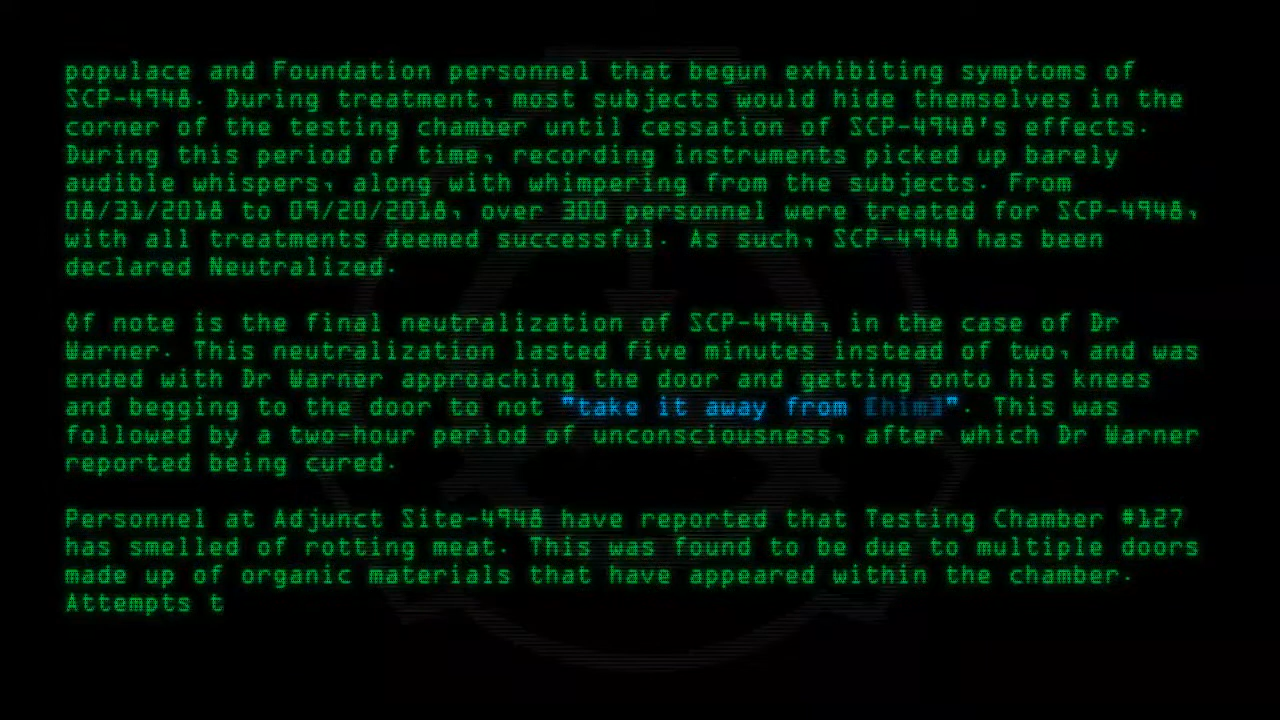 populace and Foundation personnel that begun exhibiting symptoms of
SCP-4948. During treatment, most subjects would hide themselves in the
corner of the testing chamber until cessation of SCP-4948's effects.
During this period of time, recording instruments picked up barely
audible whispers, along with whimpering from the subjects. From
08/31/2018 to 09/20/2018, over 300 personnel were treated for SCP-4948,
with all treatments deemed successful. As such, SCP-4948 has been
declared Neutralized.
Of note is the final neutralization of SCP-4948, in the case of Dr
Warner. This neutralization lasted five minutes instead of two, and was
ended with Dr Warner approaching the door and getting onto his knees
and begging to the door to not "take it away from [him]". This was
followed by a two-hour period of unconsciousness, after which Dr Warner
reported being cured.
Personnel at Adjunct Site-4948 have reported that Testing Chamber #127
has smelled of rotting meat. This was found to be due to multiple doors
made up of organic materials that have appeared within the chamber.
Attempts t